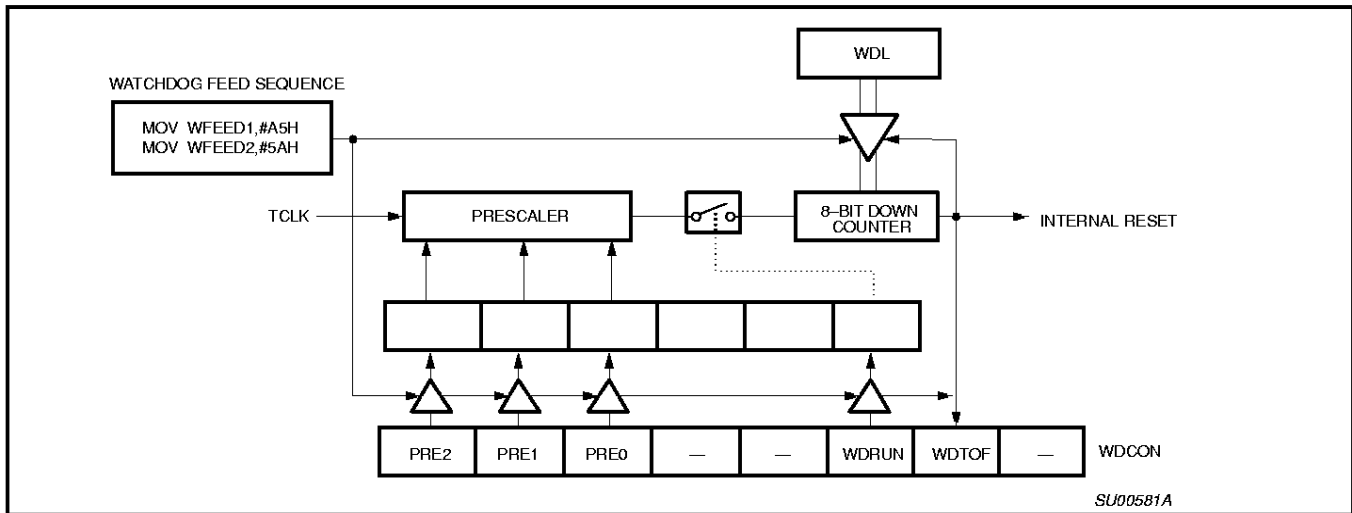 WDL
WATCHDOG FEED SEQUENCE
MOV WFEED1,#A5H
MOV WFEED2,#5AH
TCLK
PRESCALER
8–BIT DOWN
COUNTER
INTERNAL RESET
PRE2 PRE1 PRE0 — — WDRUN WDTOF — WDCON
SU00581A